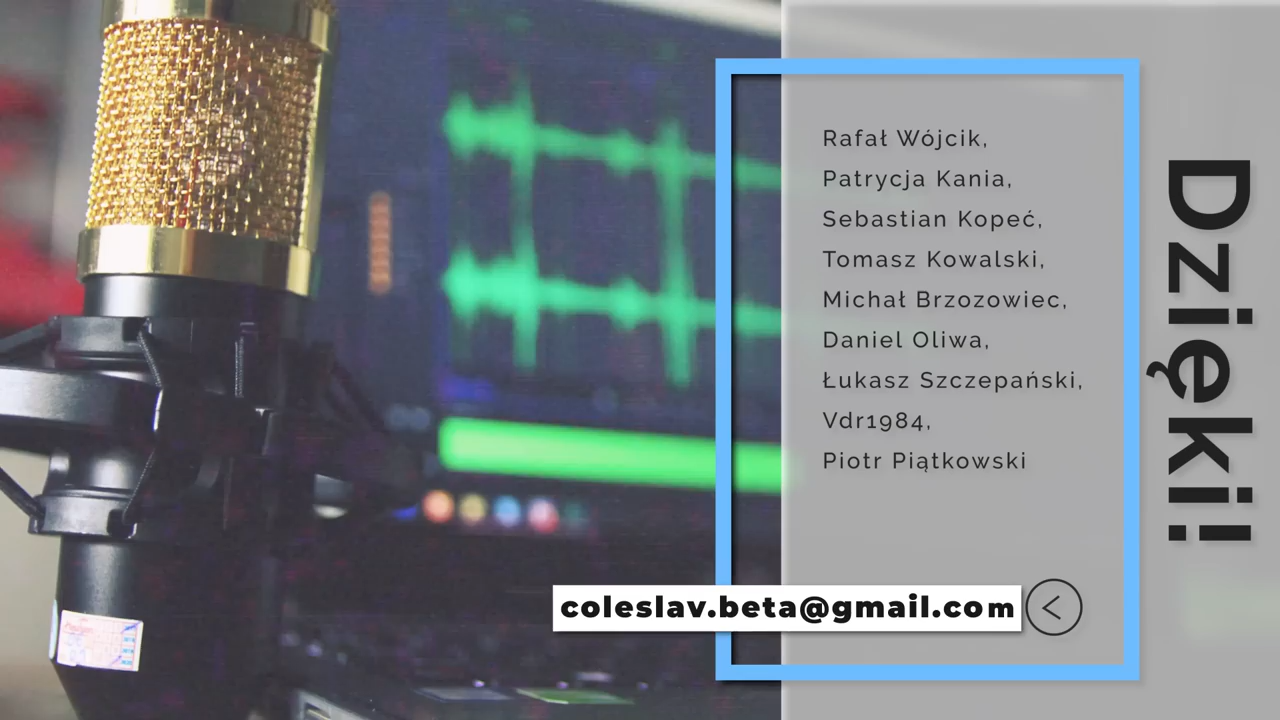 Rafał Wójcik,
Patrycja Kania,
Sebastian Kopeć,
Tomasz Kowalski,
Michał Brzozowiec,
Daniel Oliwa,
Łukasz Szczepański,
Vdr1984,
Piotr Piątkowski
coleslav.beta@gmail.com
Dzięki!